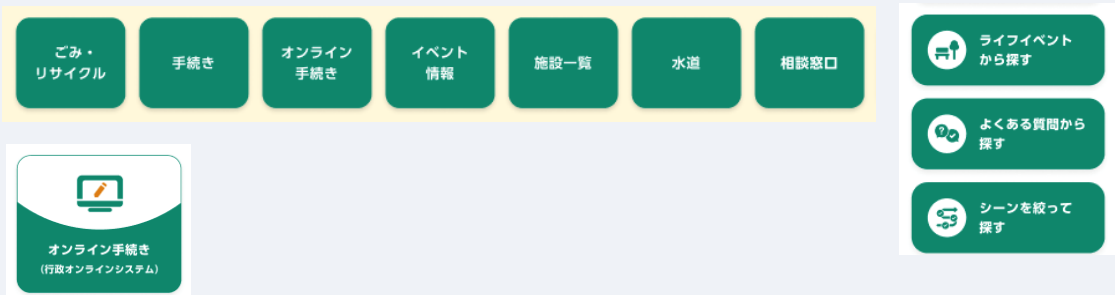 ごみ・
リサイクル
手続き
オンライン
手続き
イベント
情報
施設一覧
水道
相談窓口
ライフイベント
から探す
よくある質問から
探す
シーンを絞って
探す
オンライン手続き
(行政オンラインシステム)